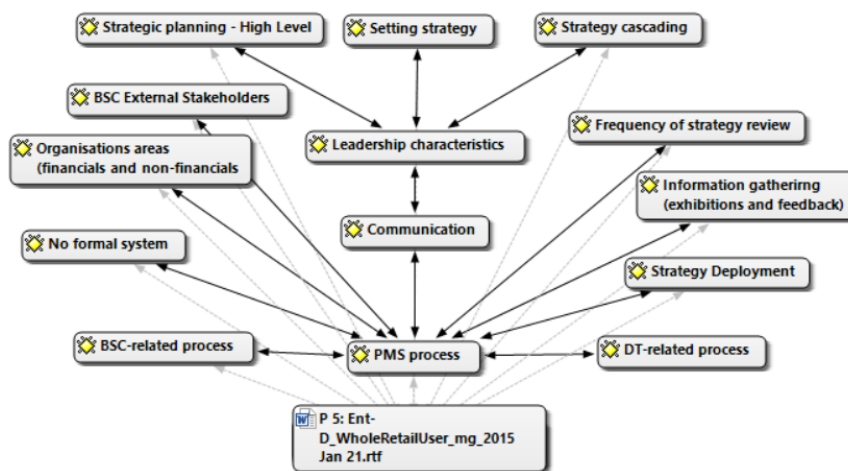 Strategic planning - High Level
Setting strategy
Strategy cascading
BSC External Stakeholders
Frequency of strategy review
Organisations areas
(financials and non-financials
Leadership characteristics
Information gatherirng
(exhibitions and feedback)
No formal system
Communication
Strategy Deployment
BSC-related process
PMS process
DT-related process
P 5: Ent-
D_WholeRetailUser_mg_2015
Jan 21.rtf